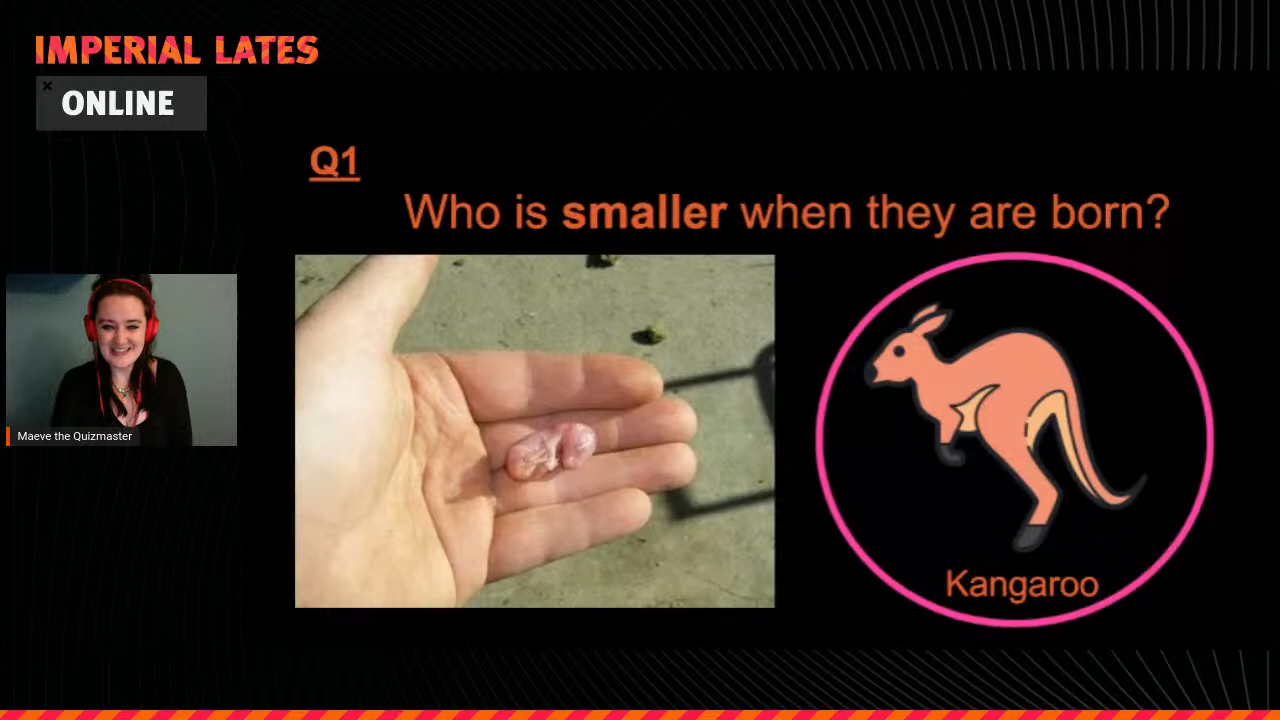 IMPERIAL LATES
ONLINE
Q1
Who is smaller when they are born?
Maeve the Quizmaster
Kangaroo